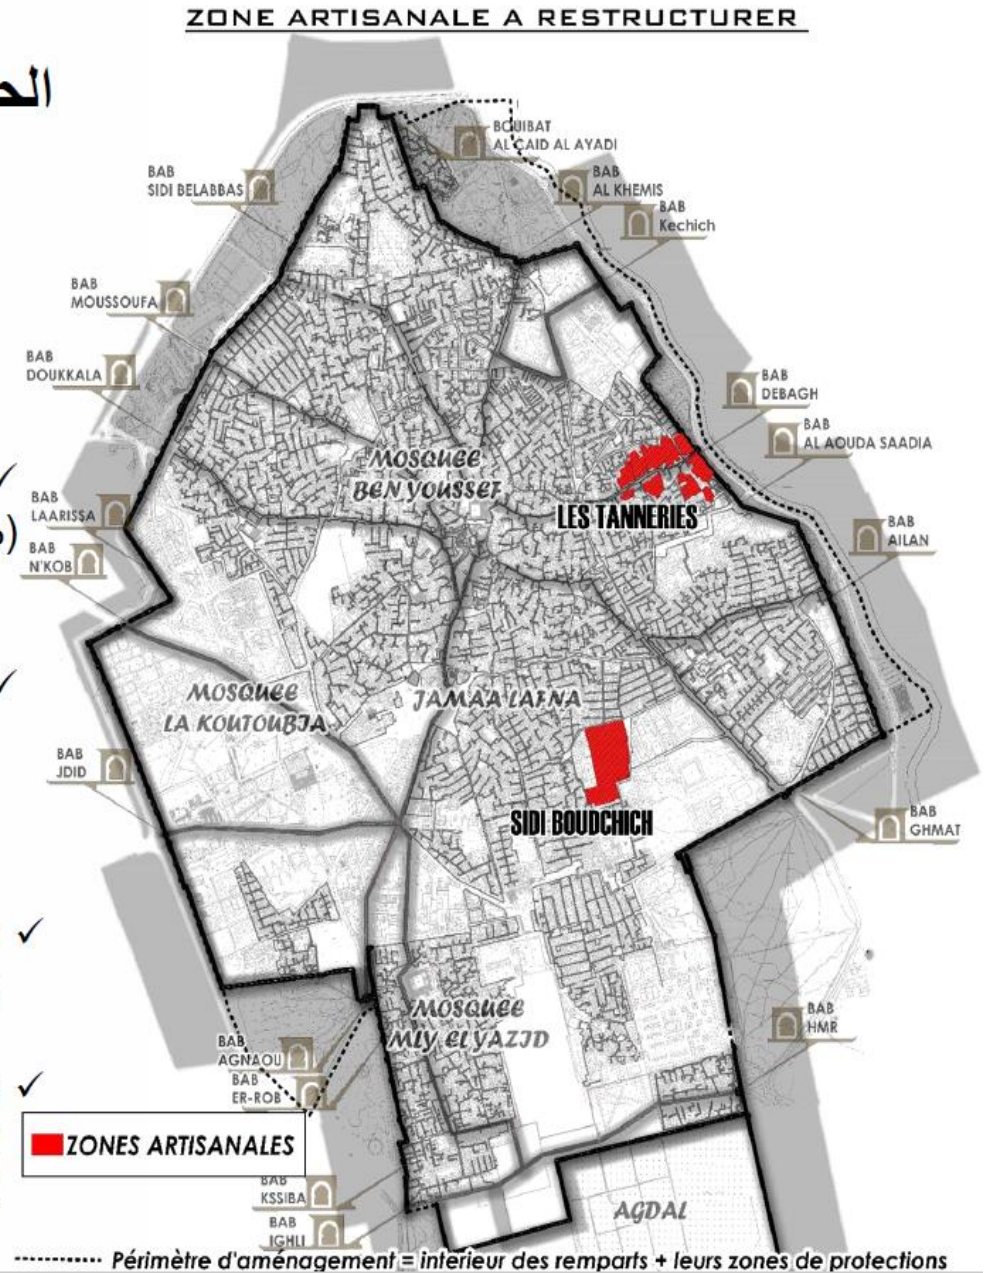 ZONE ARTISANALE A RESTRUCTURER
BOUIBAT
AL CAID AL AYADI
BAB
SIDI BELABBAS
BAB
AL KHEMIS
BAB
Kechich
BAB
MOUSSOUFA
BAB
DOUKKALA
BAB
DEBAGH
BAB
AL AOUDA SAADIA
MOSQUEE
BEN YOUSSEF
BAB
LAARISSA
LES TANNERIES
BAB
N'KOB
BAB
AILAN
MOSQUEE
LA KOUTOUBIA
JAMAA LAFNA
BAB
JDID
SIDI BOUDCHICH
BAB
GHMAT
MOSQUEE
MLY EL YAZID
BAB
HMR
BAB
AGNAOU
BAB
ER-ROB
ZONES ARTISANALES
BAB
KSSIBA
BAB
IGHLI
AGDAL
Périmètre d'aménagement = intérieur des remparts + leurs zones de protections